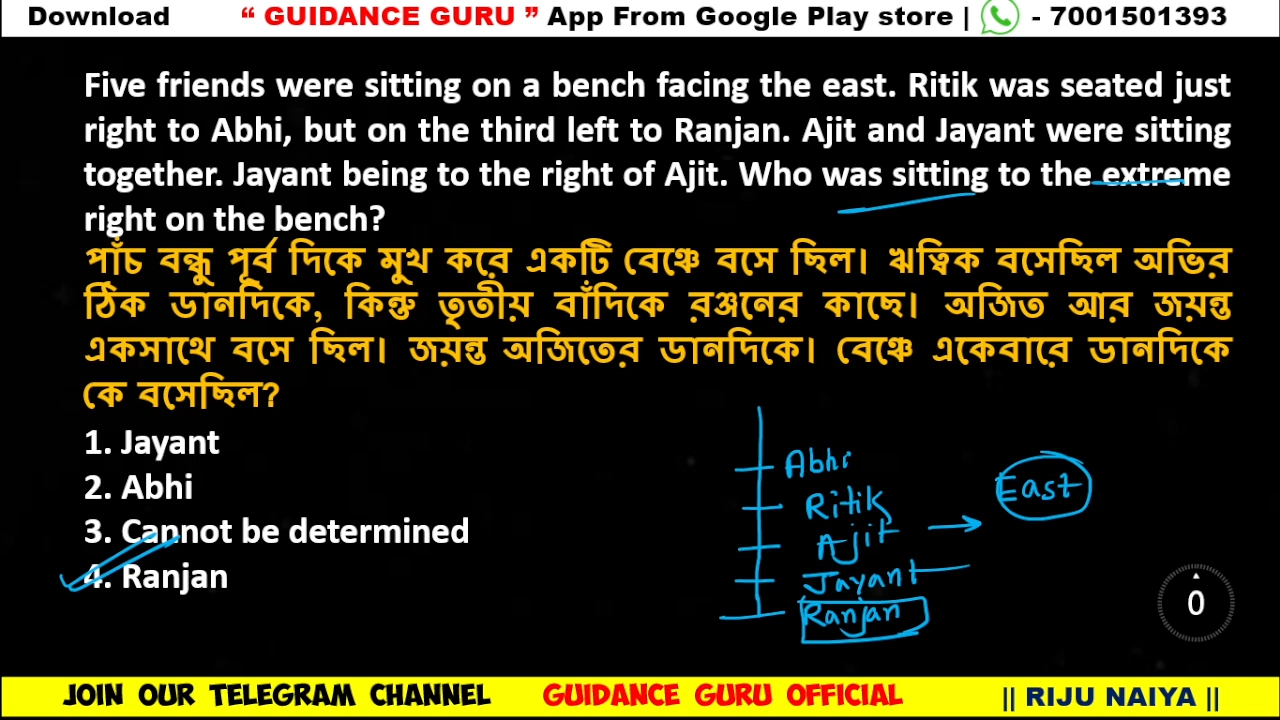 Download “ GUIDANCE GURU ” App From Google Play store | - 7001501393
Five friends were sitting on a bench facing the east. Ritik was seated just
right to Abhi, but on the third left to Ranjan. Ajit and Jayant were sitting
together. Jayant being to the right of Ajit. Who was sitting to the extreme
right on the bench?
পাঁচ বন্ধু পূর্ব দিকে মুখ করে একটি বেঞ্চে বসে ছিল। ঋত্বিক বসেছিল অভির
ঠিক ডানদিকে, কিন্তু তৃতীয় বাঁদিকে রঞ্জনের কাছে। অজিত আর জয়ন্ত
একসাথে বসে ছিল। জয়ন্ত অজিতের ডানদিকে। বেঞ্চে একেবারে ডানদিকে
কে বসেছিল?
1. Jayant
2. Abhi
3. Cannot be determined
4. Ranjan
Abhi
Ritik
Ajit
Jayant
Ranjan
East
0
JOIN OUR TELEGRAM CHANNEL GUIDANCE GURU OFFICIAL || RIJU NAIYA ||